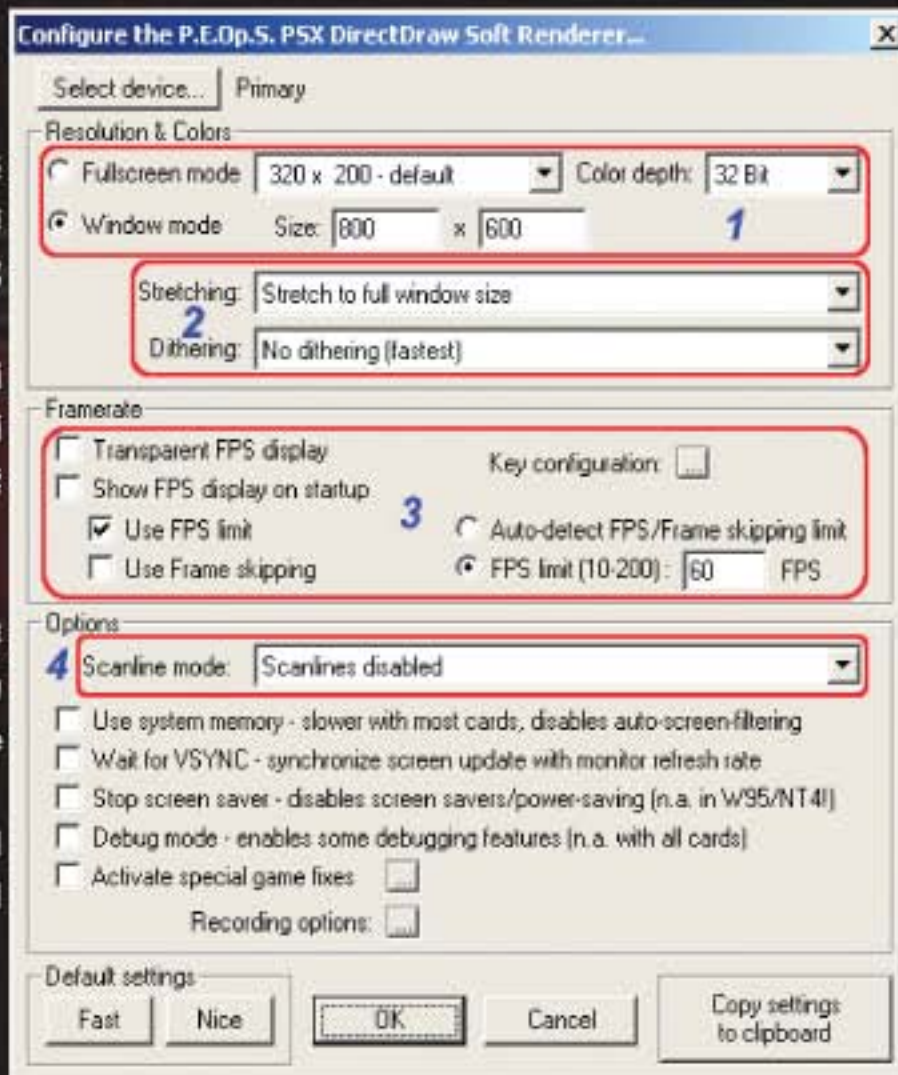 Configure the P.E.Op.S. PSX DirectDraw Soft Renderer...
Select device... Primary
Resolution & Colors
Fullscreen mode 320 x 200 - default Color depth: 32 Bit
Window mode Size: 800 x 600 1
Stretching: Stretch to full window size
2
Dithering: No dithering (fastest)
Framerate
Transparent FPS display Key configuration: ...
Show FPS display on startup 3
Use FPS limit Auto-detect FPS/Frame skipping limit
Use Frame skipping FPS limit (10-200) : 60 FPS
Options
4 Scanline mode: Scanlines disabled
Use system memory - slower with most cards, disables auto-screen-filtering
Wait for VSYNC - synchronize screen update with monitor refresh rate
Stop screen saver - disables screen savers/power-saving (n.a. in W95/NT4!)
Debug mode - enables some debugging features (n.a. with all cards)
Activate special game fixes ...
Recording options: ...
Default settings
Fast Nice OK Cancel Copy settings to clipboard